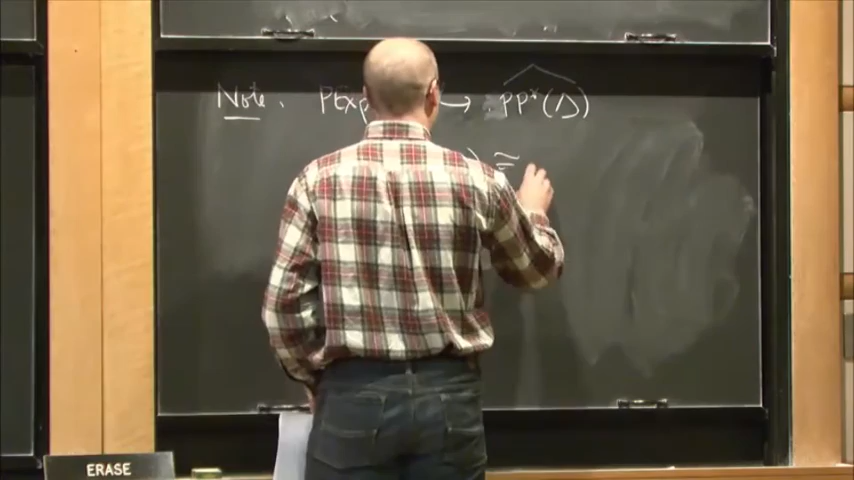 Note. PExp → PP*(Δ)
) ≅
ERASE